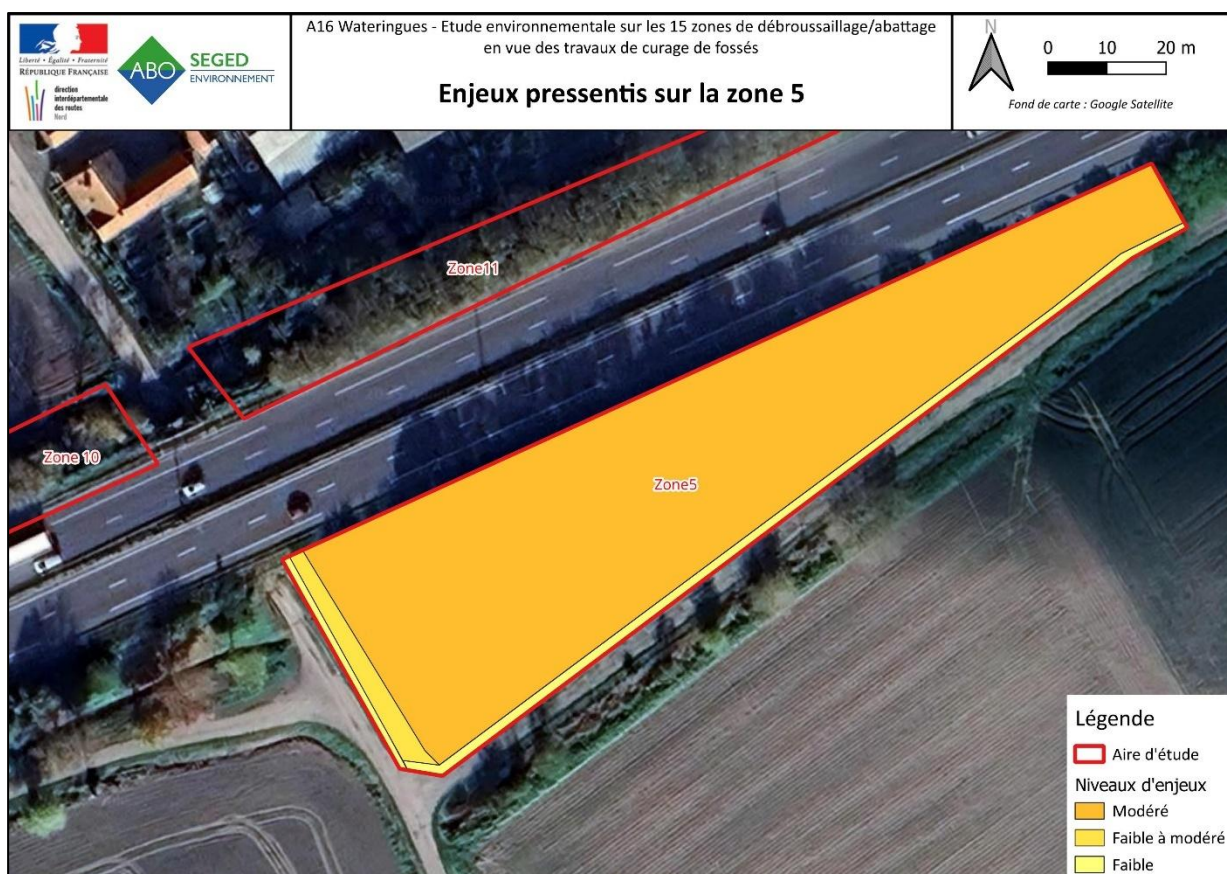 Liberté • Égalité • Fraternité
RÉPUBLIQUE FRANÇAISE
direction
interdépartementale
des routes
Nord
ABO
SEGED
ENVIRONNEMENT
A16 Wateringues - Etude environnementale sur les 15 zones de débroussaillage/abattage
en vue des travaux de curage de fossés
Enjeux pressentis sur la zone 5
N
0 10 20 m
Fond de carte : Google Satellite
Zone11
Zone 10
Zone5
Légende
Aire d'étude
Niveaux d'enjeux
Modéré
Faible à modéré
Faible